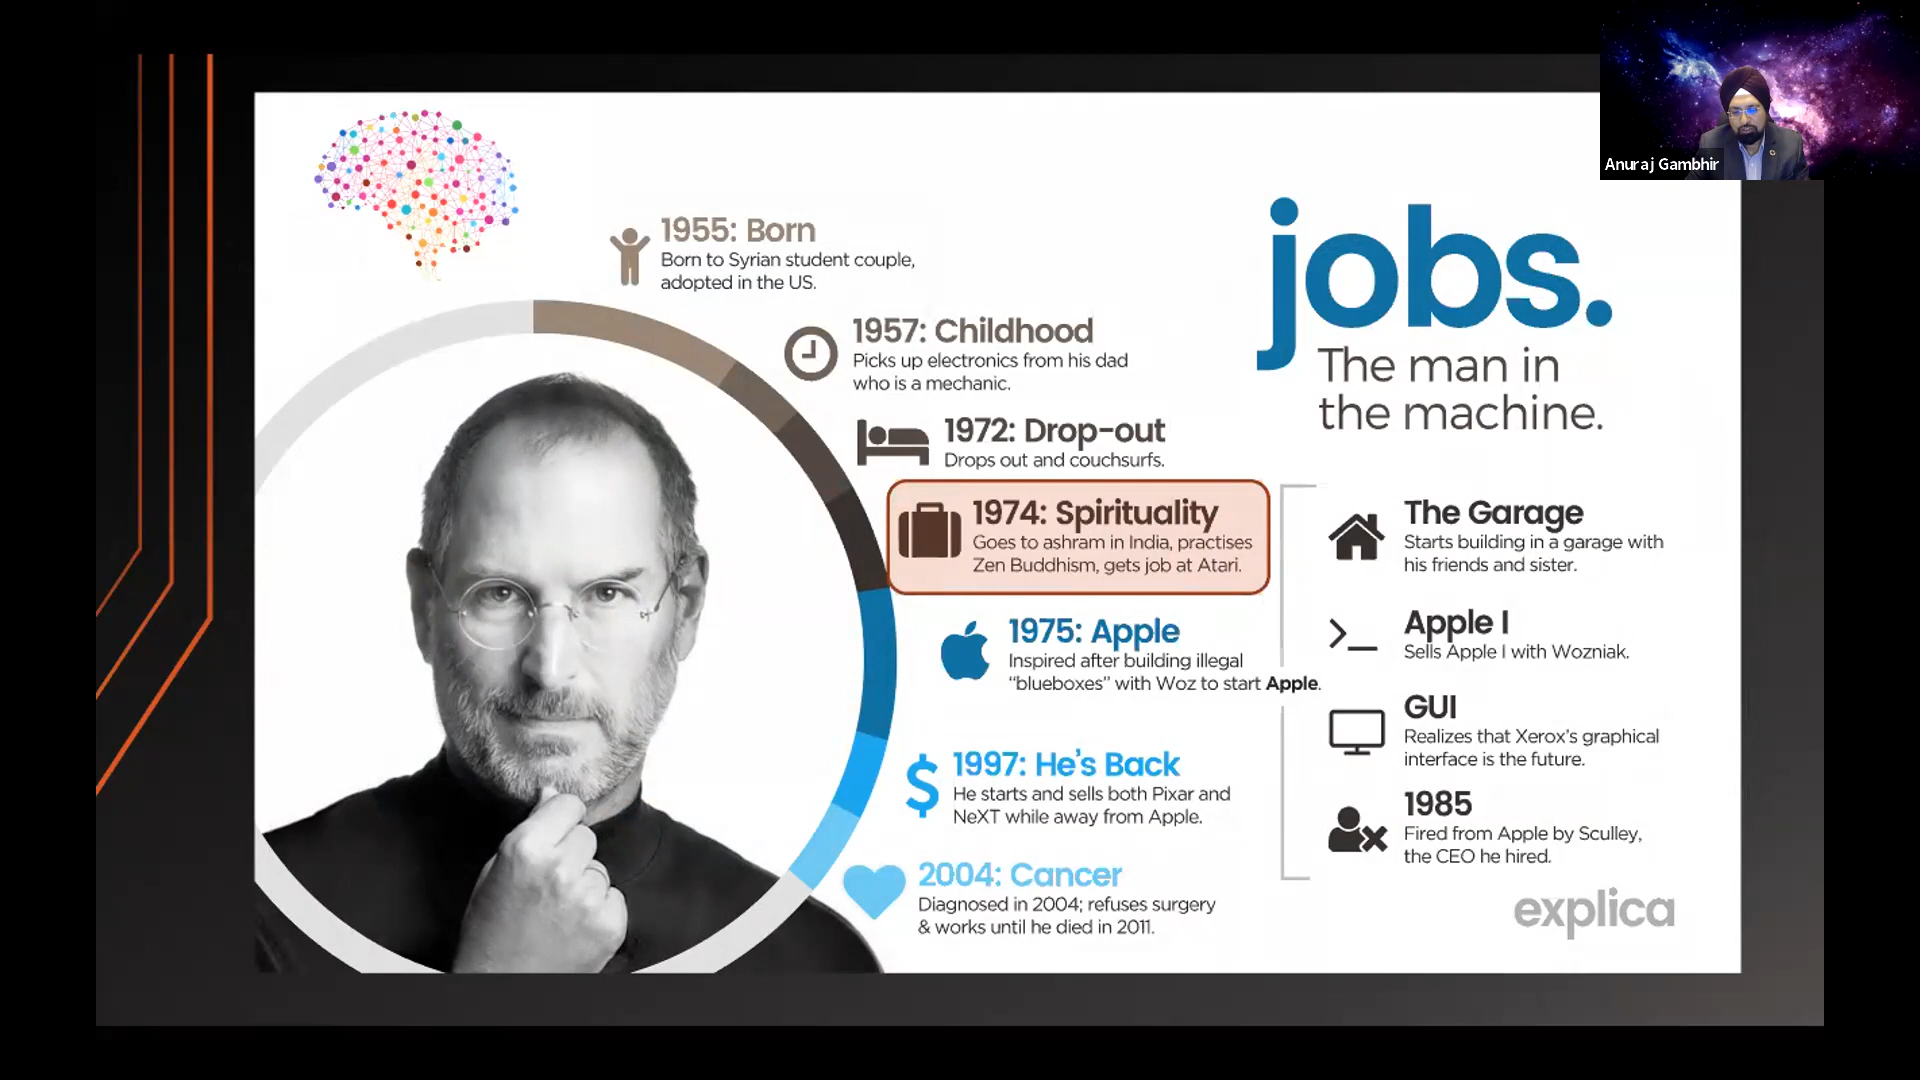 Anuraj Gambhir
jobs.
The man in
the machine.
1955: Born
Born to Syrian student couple,
adopted in the US.
1957: Childhood
Picks up electronics from his dad
who is a mechanic.
1972: Drop-out
Drops out and couchsurfs.
1974: Spirituality
Goes to ashram in India, practises
Zen Buddhism, gets job at Atari.
1975: Apple
Inspired after building illegal
“blueboxes” with Woz to start Apple.
1997: He's Back
He starts and sells both Pixar and
NeXT while away from Apple.
2004: Cancer
Diagnosed in 2004; refuses surgery
& works until he died in 2011.
The Garage
Starts building in a garage with
his friends and sister.
Apple I
Sells Apple I with Wozniak.
GUI
Realizes that Xerox's graphical
interface is the future.
1985
Fired from Apple by Sculley,
the CEO he hired.
explica